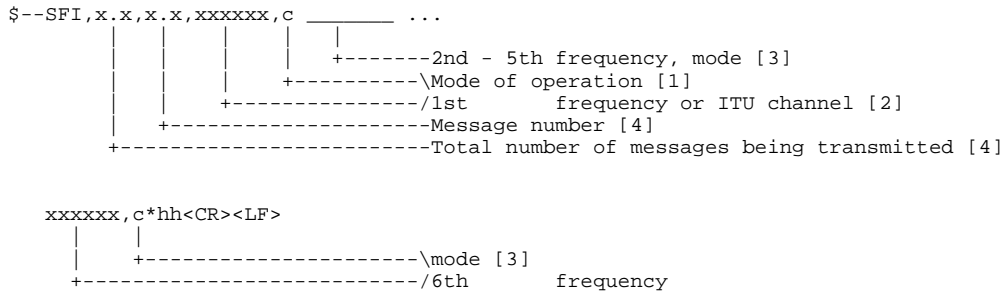 $--SFI,x.x,x.x,xxxxxx,c _______ ...
       |   |    |    |   |
       |   |    |    |   +-------2nd - 5th frequency, mode [3]
       |   |    |    +----------\Mode of operation [1]
       |   |    +---------------/1st        frequency or ITU channel [2]
       |   +--------------------Message number [4]
       +------------------------Total number of messages being transmitted [4]
xxxxxx,c*hh<CR><LF>
  |    |
  |    +---------------------\mode [3]
  +--------------------------/6th        frequency